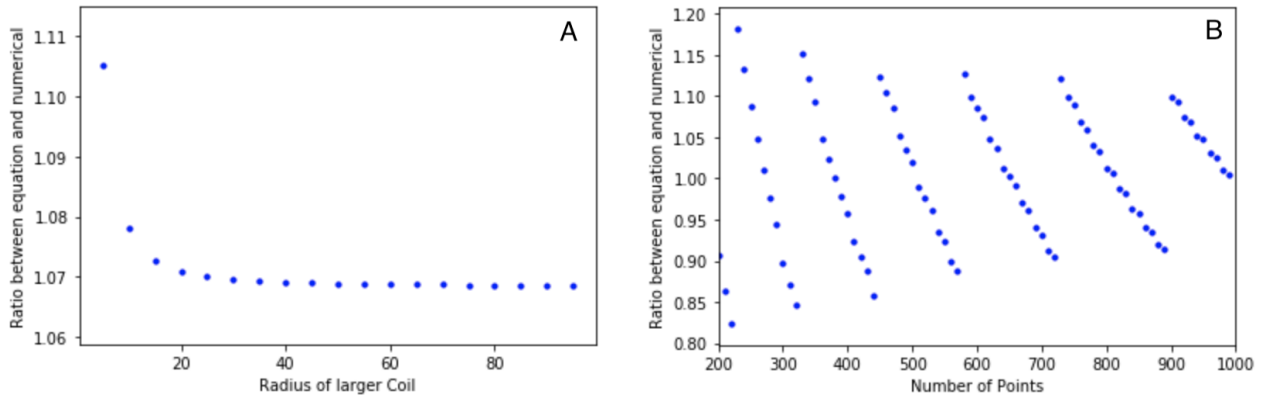 A
Ratio between equation and numerical
1.11
1.10
1.09
1.08
1.07
1.06
20 40 60 80
Radius of larger Coil
B
Ratio between equation and numerical
1.20
1.15
1.10
1.05
1.00
0.95
0.90
0.85
0.80
200 300 400 500 600 700 800 900 1000
Number of Points